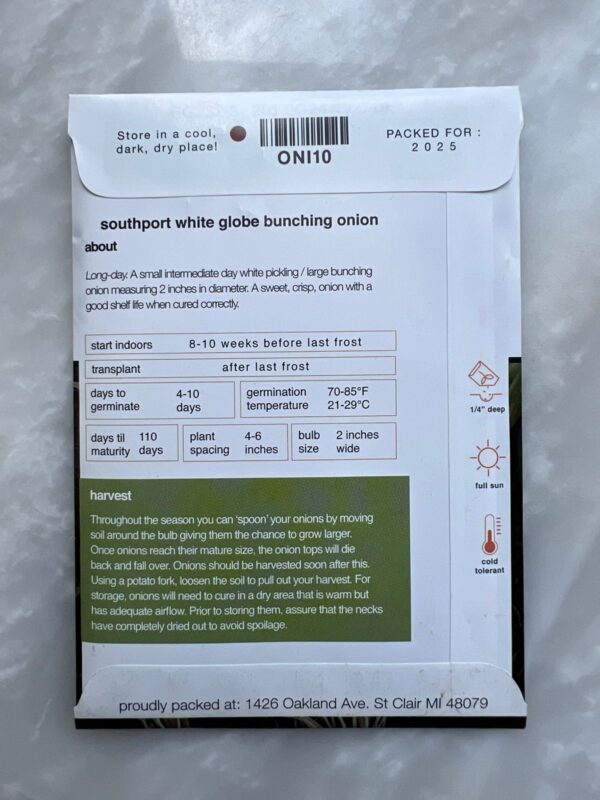 Store in a cool,
dark, dry place!
ONI10
PACKED FOR :
2025
southport white globe bunching onion
about
Long-day. A small intermediate day white pickling / large bunching
onion measuring 2 inches in diameter. A sweet, crisp, onion with a
good shelf life when cured correctly.
start indoors 8-10 weeks before last frost
transplant after last frost
days to
germinate
4-10
days
germination
temperature
70-85°F
21-29°C
days til
maturity
110
days
plant
spacing
4-6
inches
bulb
size
2 inches
wide
1/4" deep
full sun
cold
tolerant
harvest
Throughout the season you can 'spoon' your onions by moving
soil around the bulb giving them the chance to grow larger.
Once onions reach their mature size, the onion tops will die
back and fall over. Onions should be harvested soon after this.
Using a potato fork, loosen the soil to pull out your harvest. For
storage, onions will need to cure in a dry area that is warm but
has adequate airflow. Prior to storing them, assure that the necks
have completely dried out to avoid spoilage.
proudly packed at: 1426 Oakland Ave. St Clair MI 48079